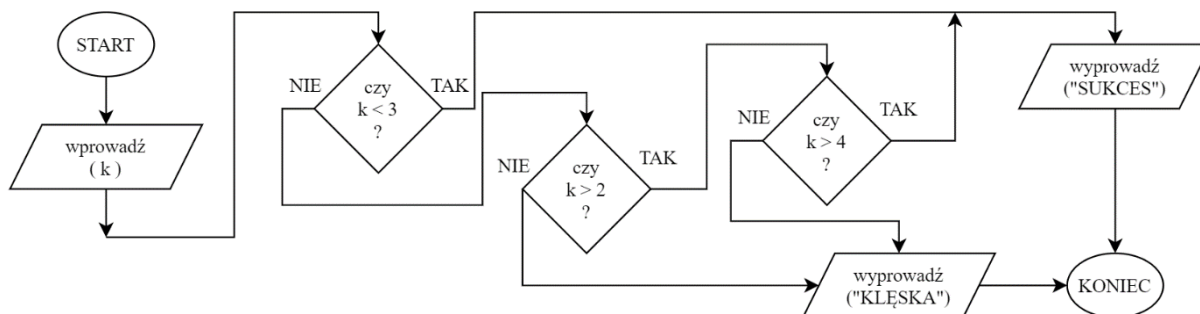 START
wprowadź
( k )
NIE
czy
k < 3
?
TAK
NIE
czy
k > 2
?
TAK
NIE
czy
k > 4
?
TAK
wyprowadź
("SUKCES")
wyprowadź
("KLĘSKA")
KONIEC